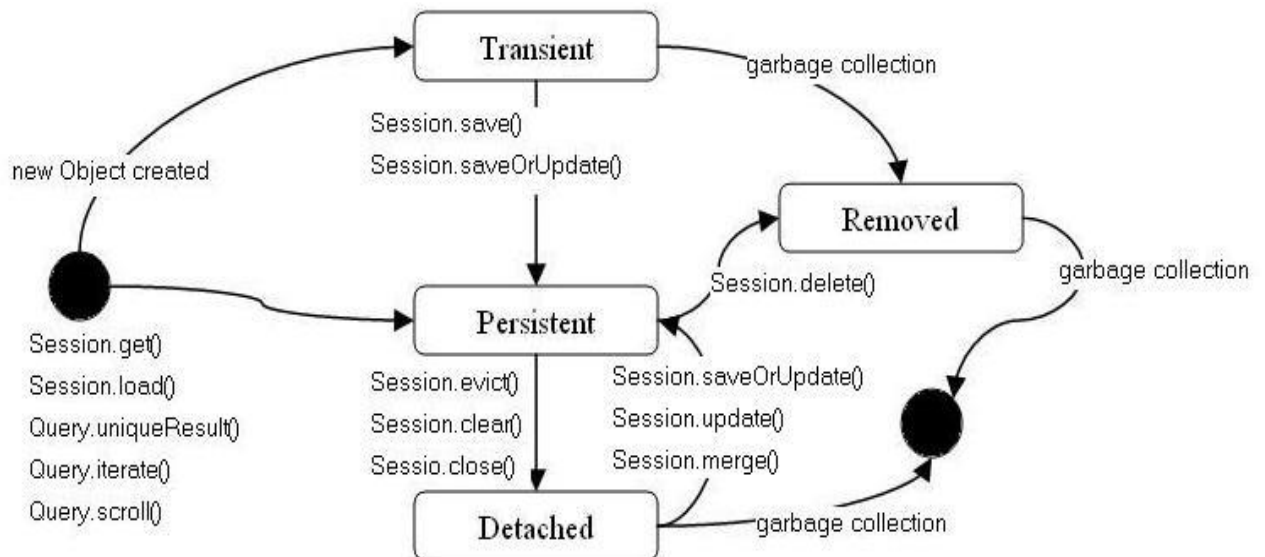 Transient
garbage collection
Session.save()
Session.saveOrUpdate()
new Object created
Removed
garbage collection
Session.delete()
Persistent
Session.get()
Session.load()
Query.uniqueResult()
Query.iterate()
Query.scroll()
Session.evict()
Session.clear()
Sessio.close()
Session.saveOrUpdate()
Session.update()
Session.merge()
Detached
garbage collection